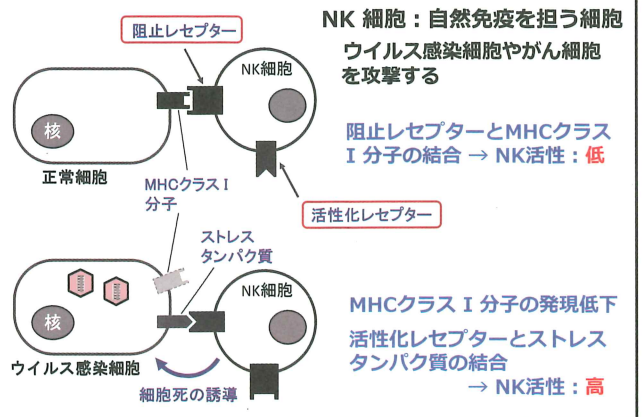 NK 細胞：自然免疫を担う細胞
ウイルス感染細胞やがん細胞
を攻撃する
阻止レセプター
NK細胞
核
正常細胞
MHCクラス I
分子
活性化レセプター
阻止レセプターとMHCクラス
I 分子の結合 → NK活性：低
ストレス
タンパク質
NK細胞
核
ウイルス感染細胞
細胞死の誘導
MHCクラス I 分子の発現低下
活性化レセプターとストレス
タンパク質の結合
→ NK活性：高